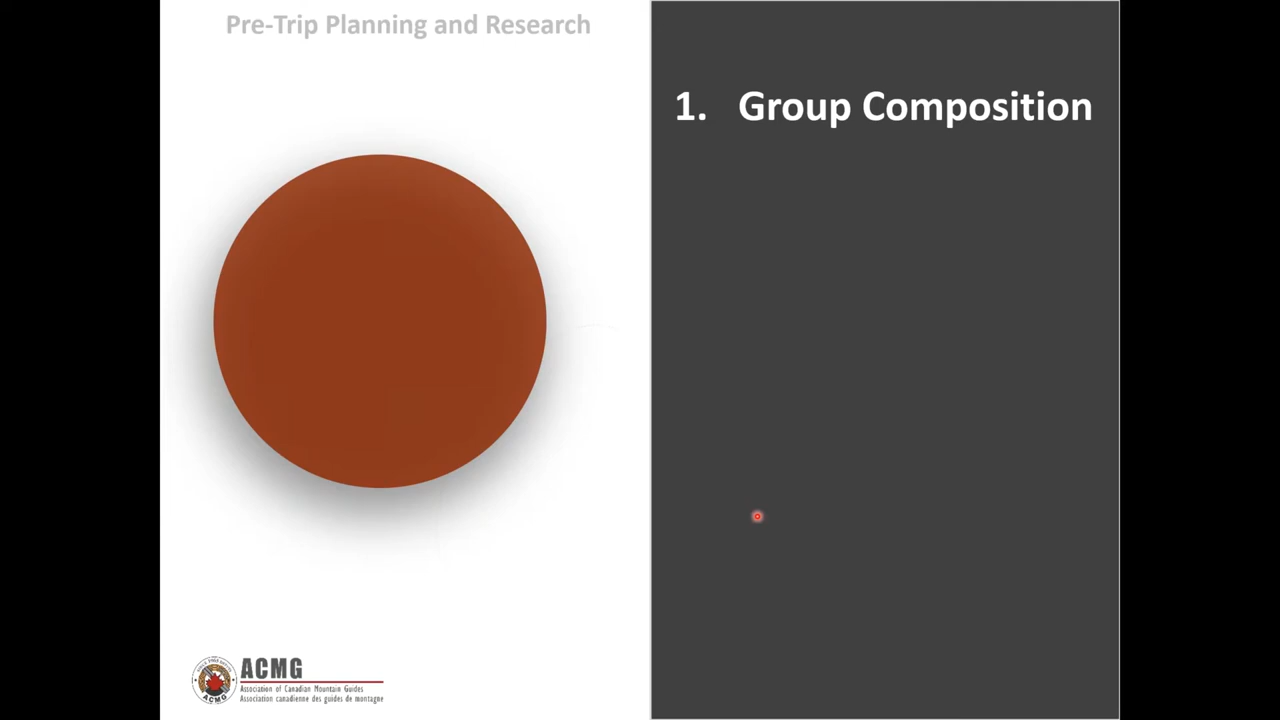 Pre-Trip Planning and Research
1. Group Composition
ACMG
Association of Canadian Mountain Guides
Association canadienne des guides de montagne
ACMG